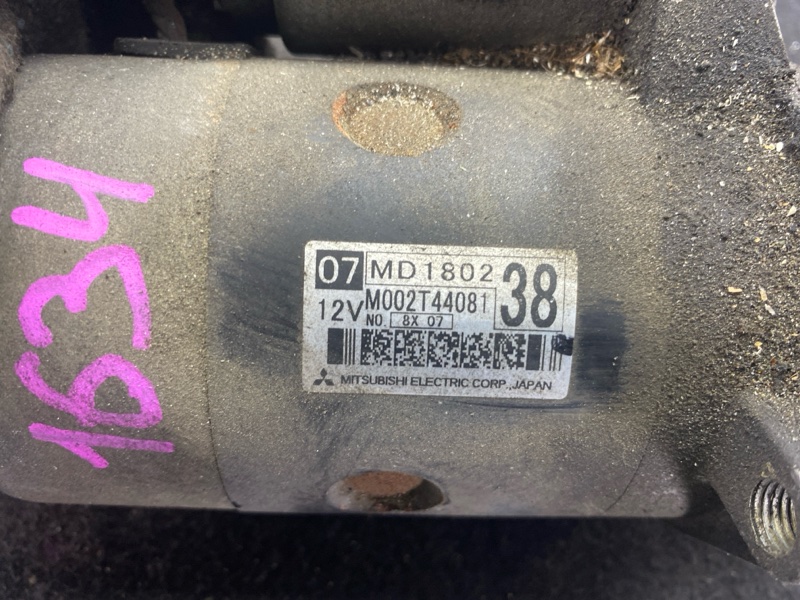 1634
07 MD1802 38
12V M002T44081
NO. 8X 07
MITSUBISHI ELECTRIC CORP., JAPAN